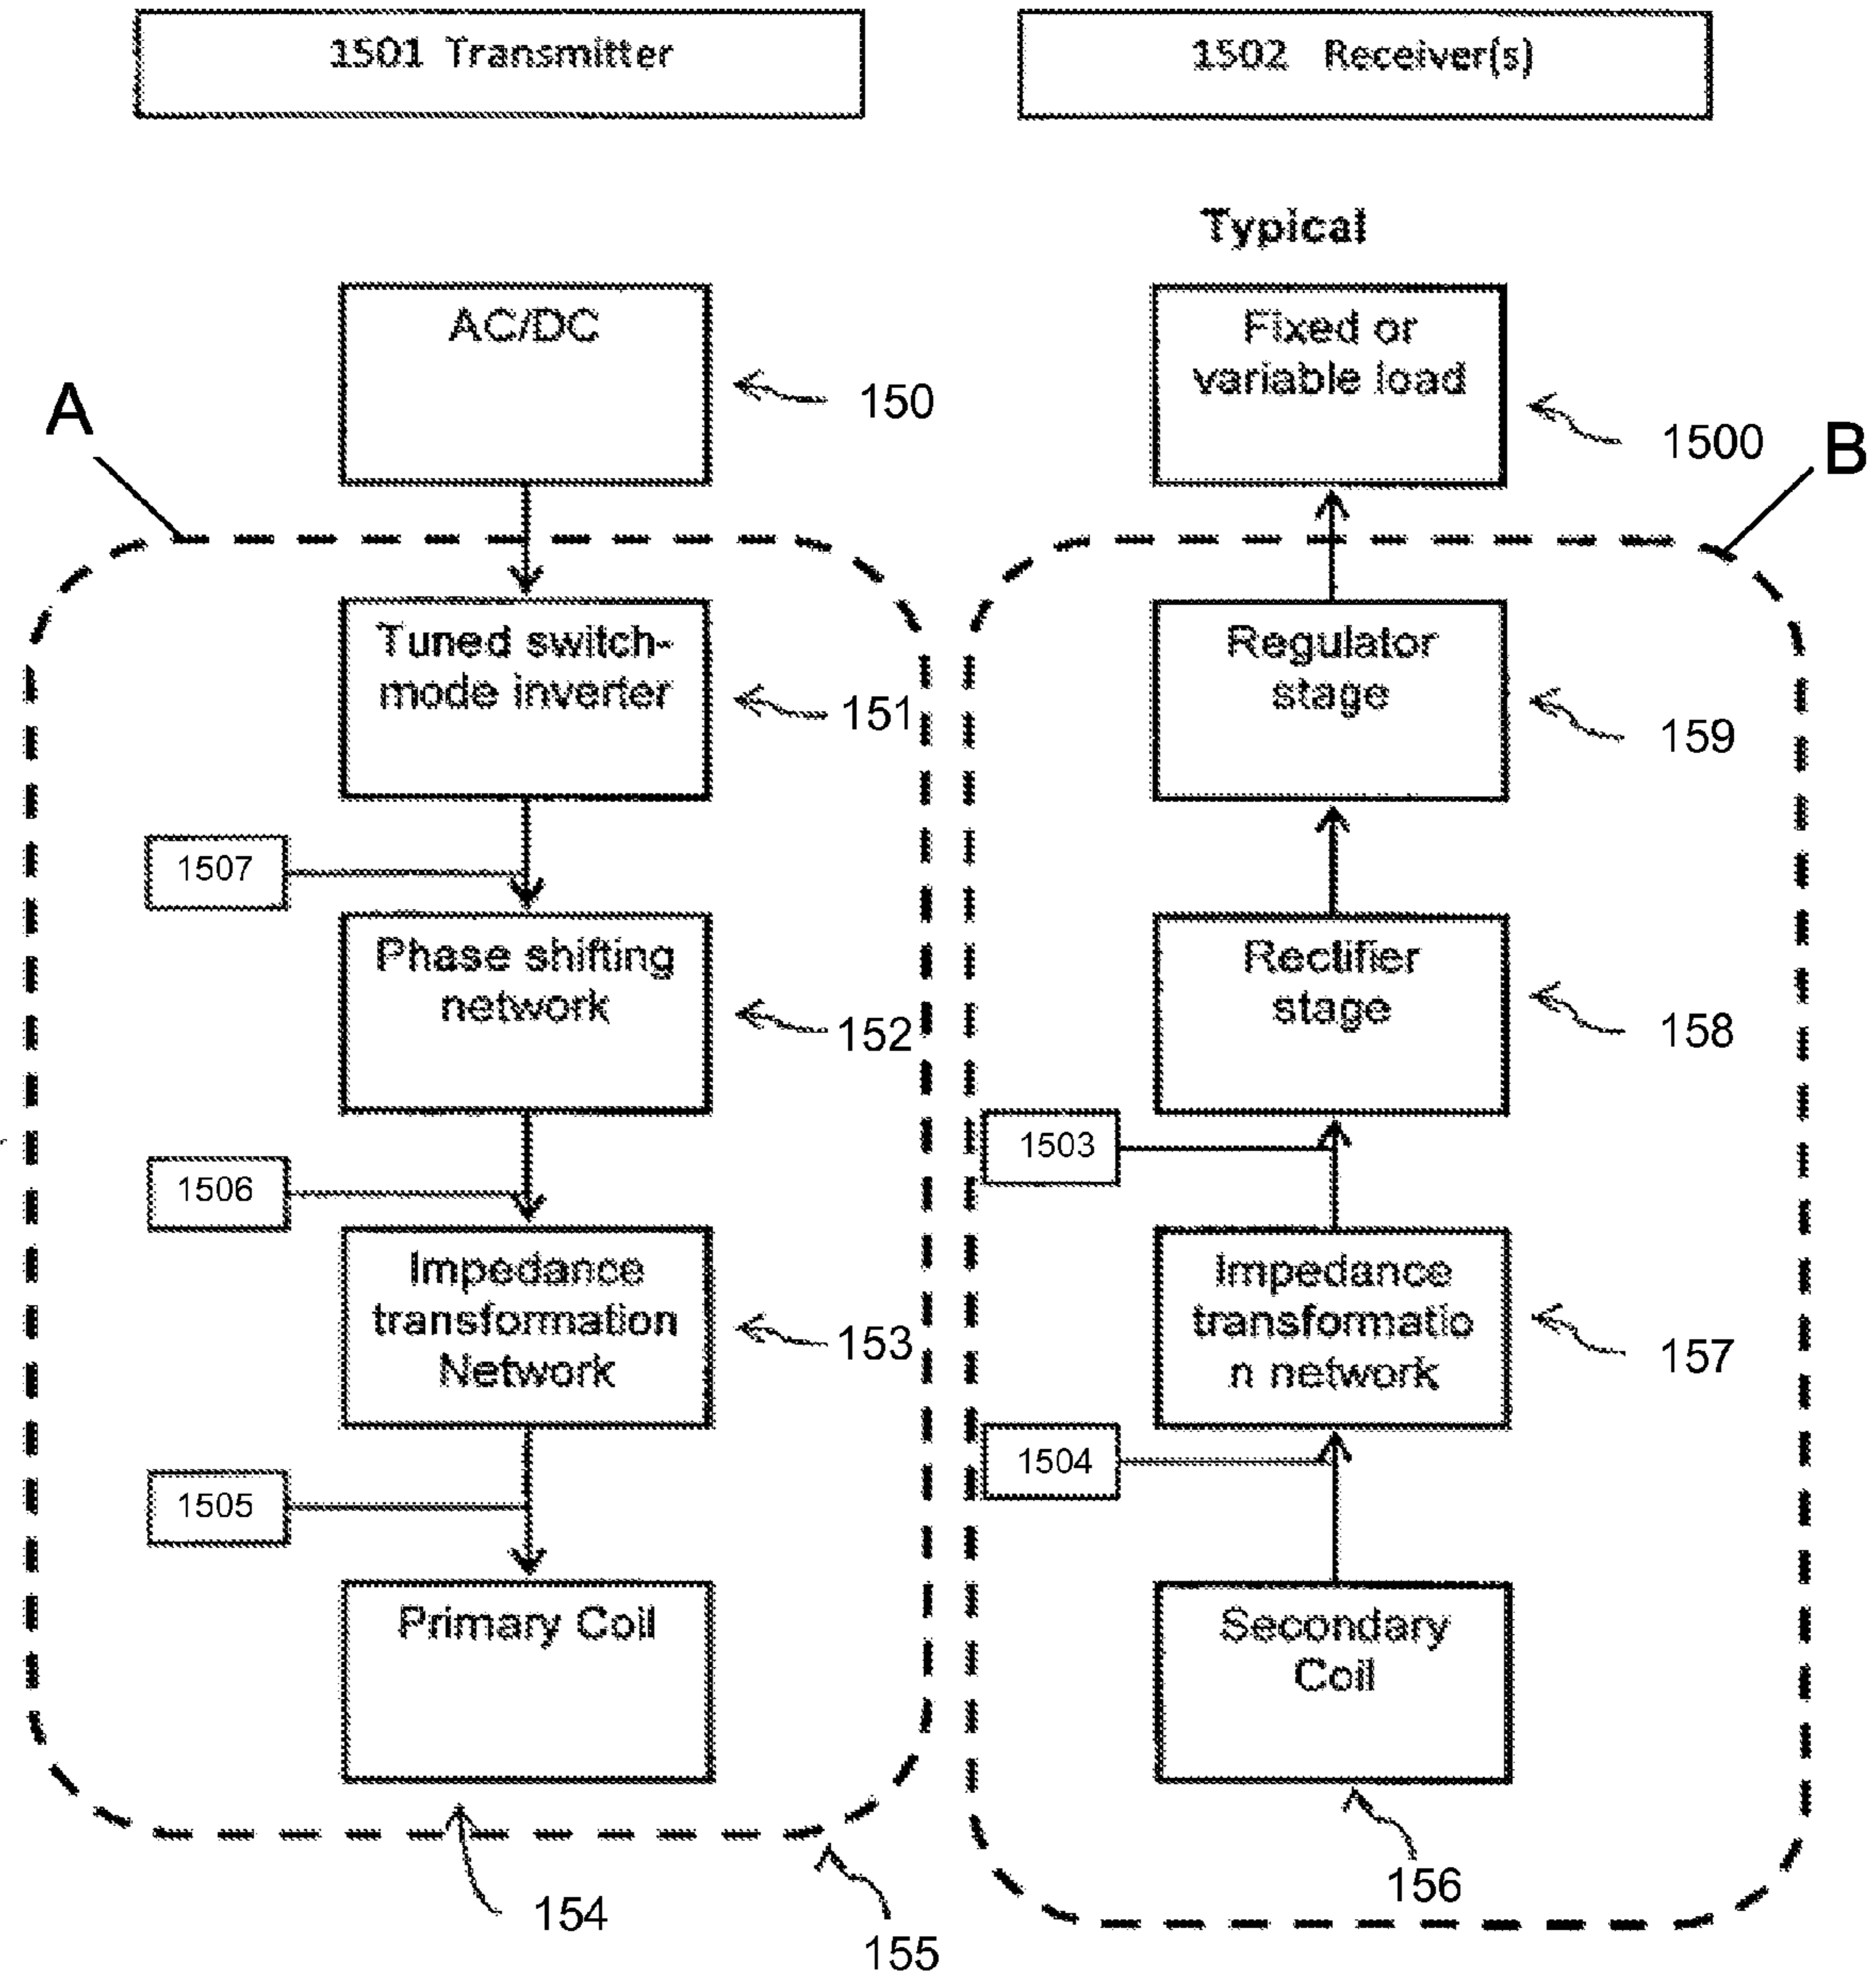 1501 Transmitter
1502 Receiver(s)
Typical
AC/DC
150
Fixed or
variable load
1500
A
B
Tuned switch-
mode inverter
151
Regulator
stage
159
1507
Phase shifting
network
152
Rectifier
stage
158
1506
1503
Impedance
transformation
Network
153
Impedance
transformatio
n network
157
1505
1504
Primary Coil
Secondary
Coil
154
155
156